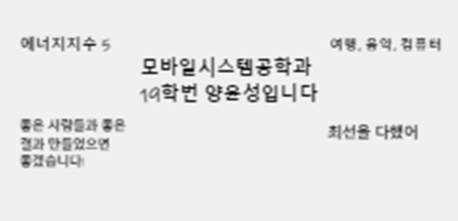 에너지지수 5
여행, 음악, 컴퓨터
모바일시스템공학과
19학번 양윤성입니다
좋은 사람들과 좋은
결과 만들었으면
좋겠습니다!
최선을 다했어